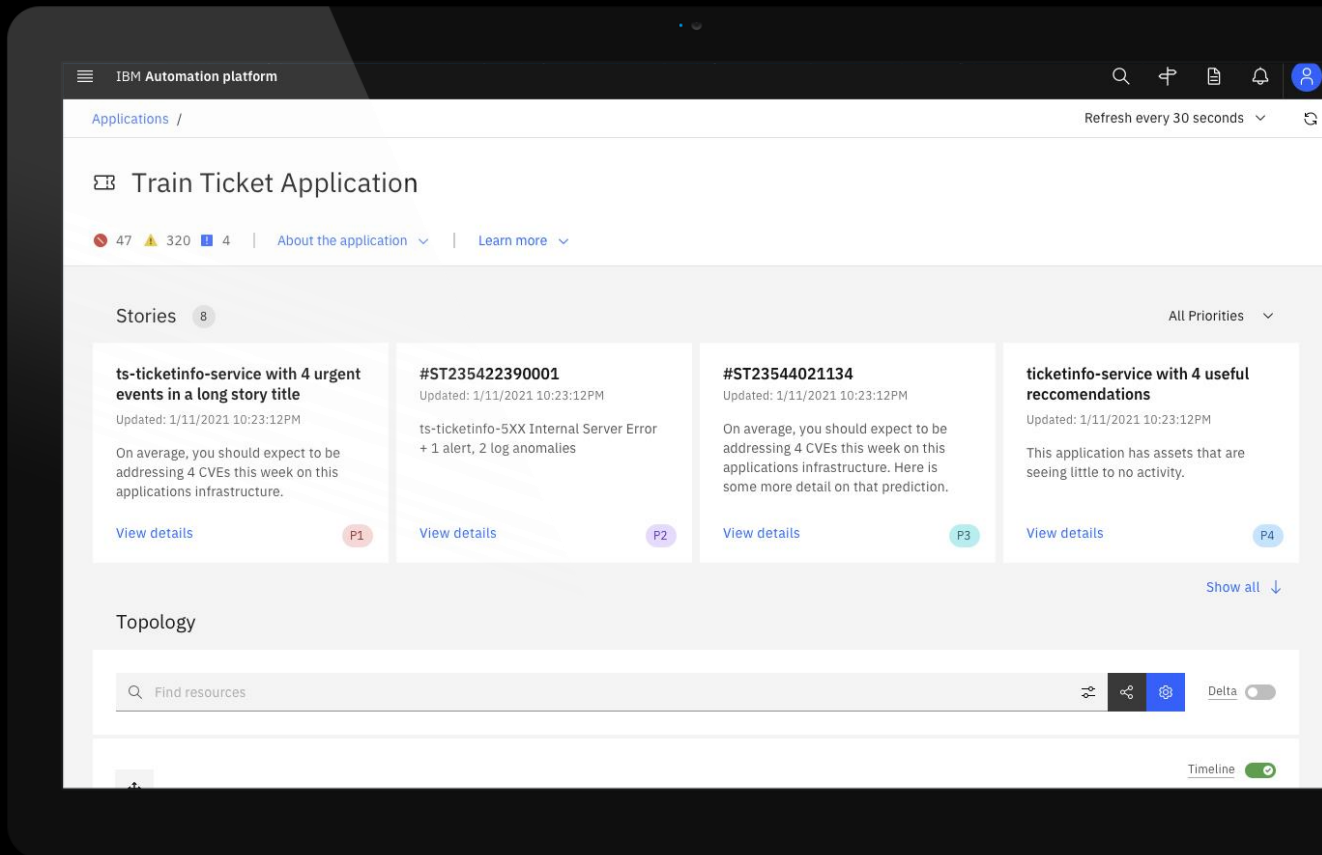 IBM Automation platform
Applications /
Refresh every 30 seconds
Train Ticket Application
47 320 4 | About the application | Learn more
Stories 8
All Priorities
ts-ticketinfo-service with 4 urgent
events in a long story title
Updated: 1/11/2021 10:23:12PM
On average, you should expect to be
addressing 4 CVEs this week on this
applications infrastructure.
View details
P1
#ST235422390001
Updated: 1/11/2021 10:23:12PM
ts-ticketinfo-5XX Internal Server Error
+ 1 alert, 2 log anomalies
View details
P2
#ST23544021134
Updated: 1/11/2021 10:23:12PM
On average, you should expect to be
addressing 4 CVEs this week on this
applications infrastructure. Here is
some more detail on that prediction.
View details
P3
ticketinfo-service with 4 useful
reccomendations
Updated: 1/11/2021 10:23:12PM
This application has assets that are
seeing little to no activity.
View details
P4
Show all
Topology
Find resources
Delta
Timeline